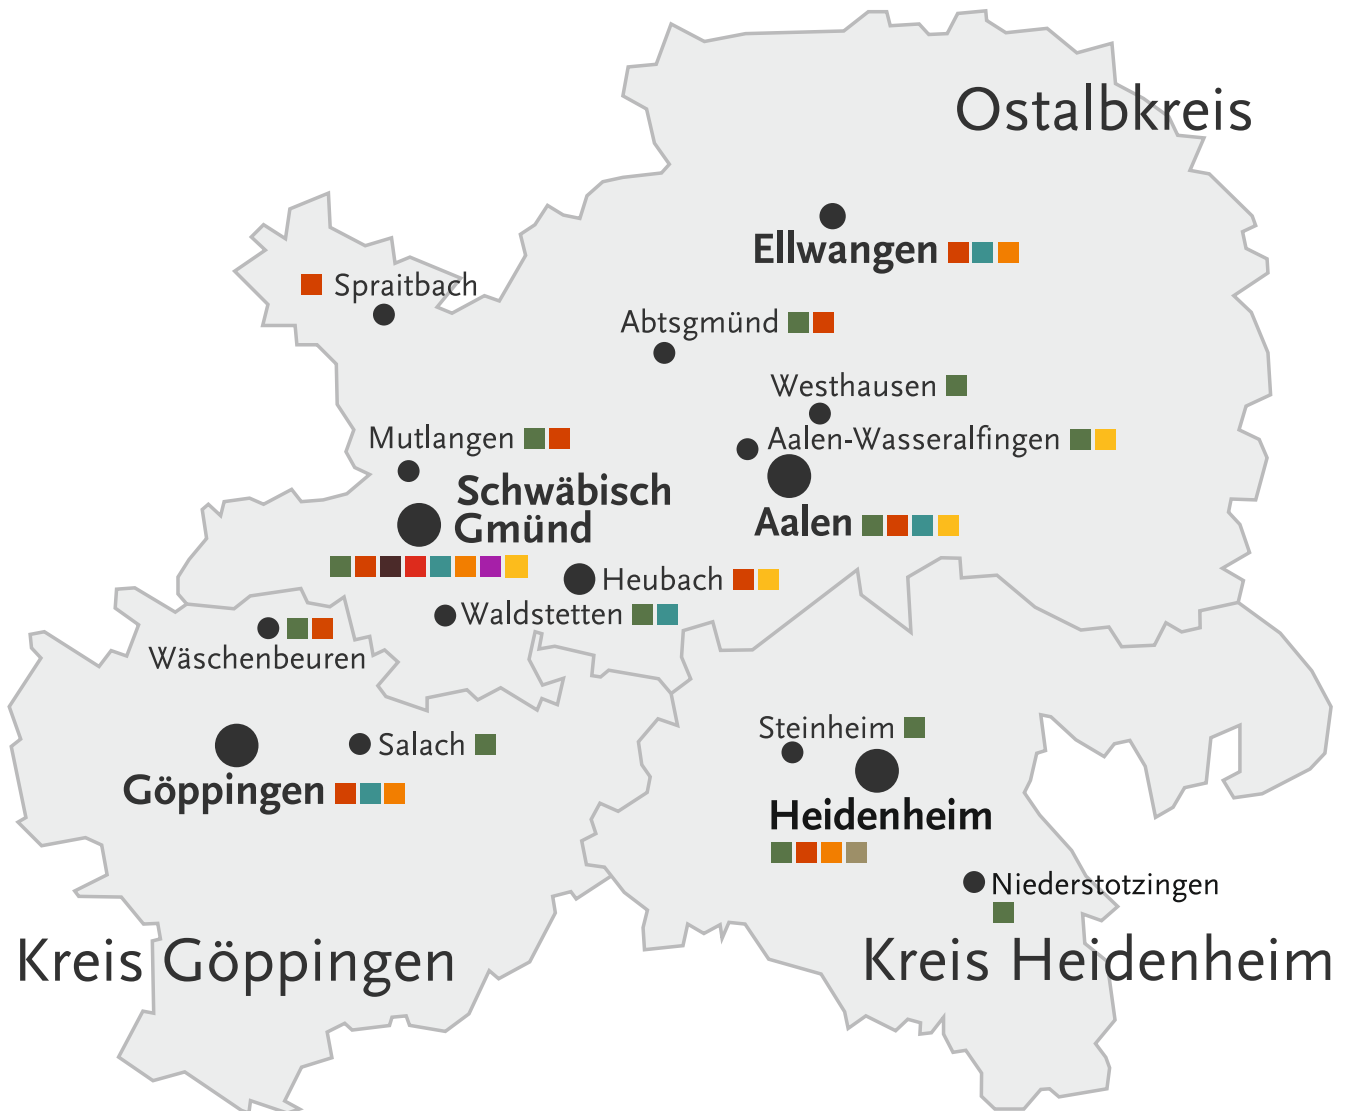 Ostalbkreis
Ellwangen
Spraitbach
Abtsgmünd
Westhausen
Mutlangen
Aalen-Wasseralfingen
Schwäbisch
Gmünd
Aalen
Heubach
Waldstetten
Wäschenbeuren
Steinheim
Salach
Göppingen
Heidenheim
Niederstotzingen
Kreis Göppingen
Kreis Heidenheim